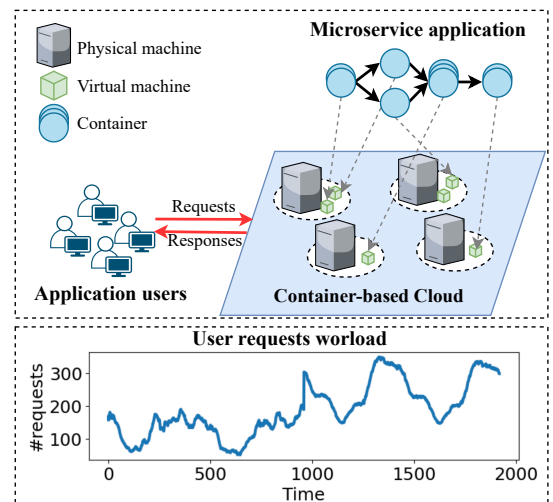 Microservice application
Physical machine
Virtual machine
Container
Requests
Responses
Application users
Container-based Cloud
User requests worload
#requests
300
200
100
0
500
1000
1500
2000
Time